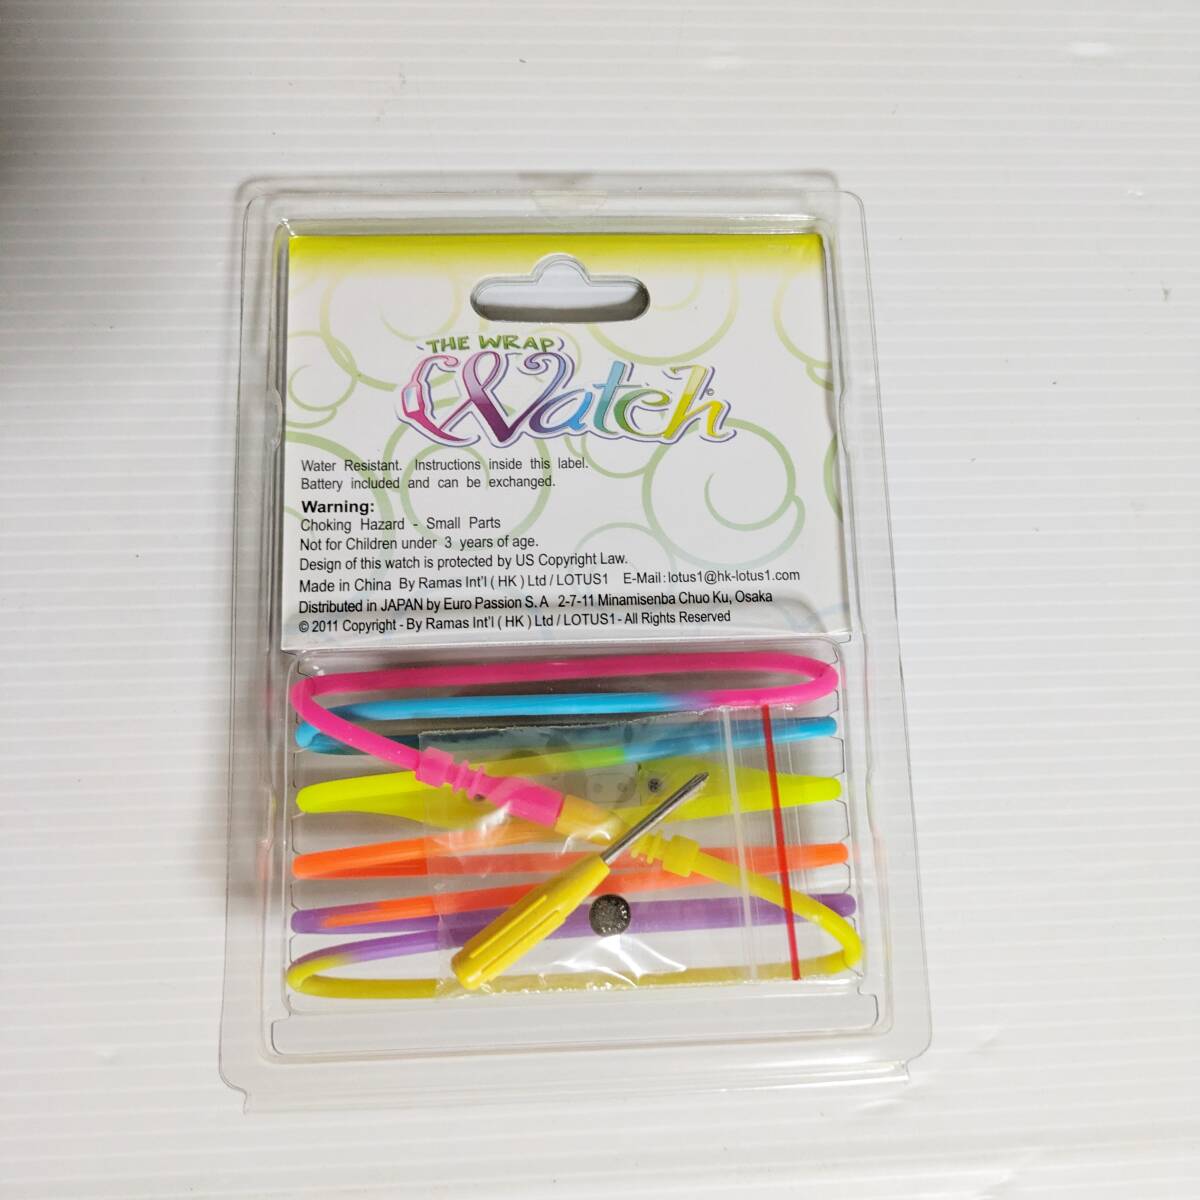 THE WRAP
Watch
Water Resistant. Instructions inside this label.
Battery included and can be exchanged.
Warning:
Choking Hazard - Small Parts
Not for Children under 3 years of age.
Design of this watch is protected by US Copyright Law.
Made in China By Ramas Int'l ( HK ) Ltd / LOTUS1 E-Mail : lotus1@hk-lotus1.com
Distributed in JAPAN by Euro Passion S. A 2-7-11 Minamisenba Chuo Ku, Osaka
© 2011 Copyright - By Ramas Int'l ( HK ) Ltd / LOTUS1 - All Rights Reserved